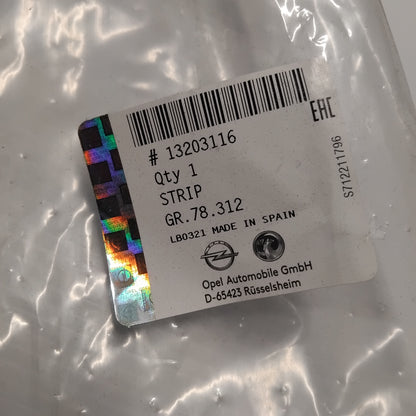 # 13203116
Qty 1
STRIP
GR.78.312
LB0321 MADE IN SPAIN
Opel Automobile GmbH
D-65423 Rüsselsheim
EAC
S712211796